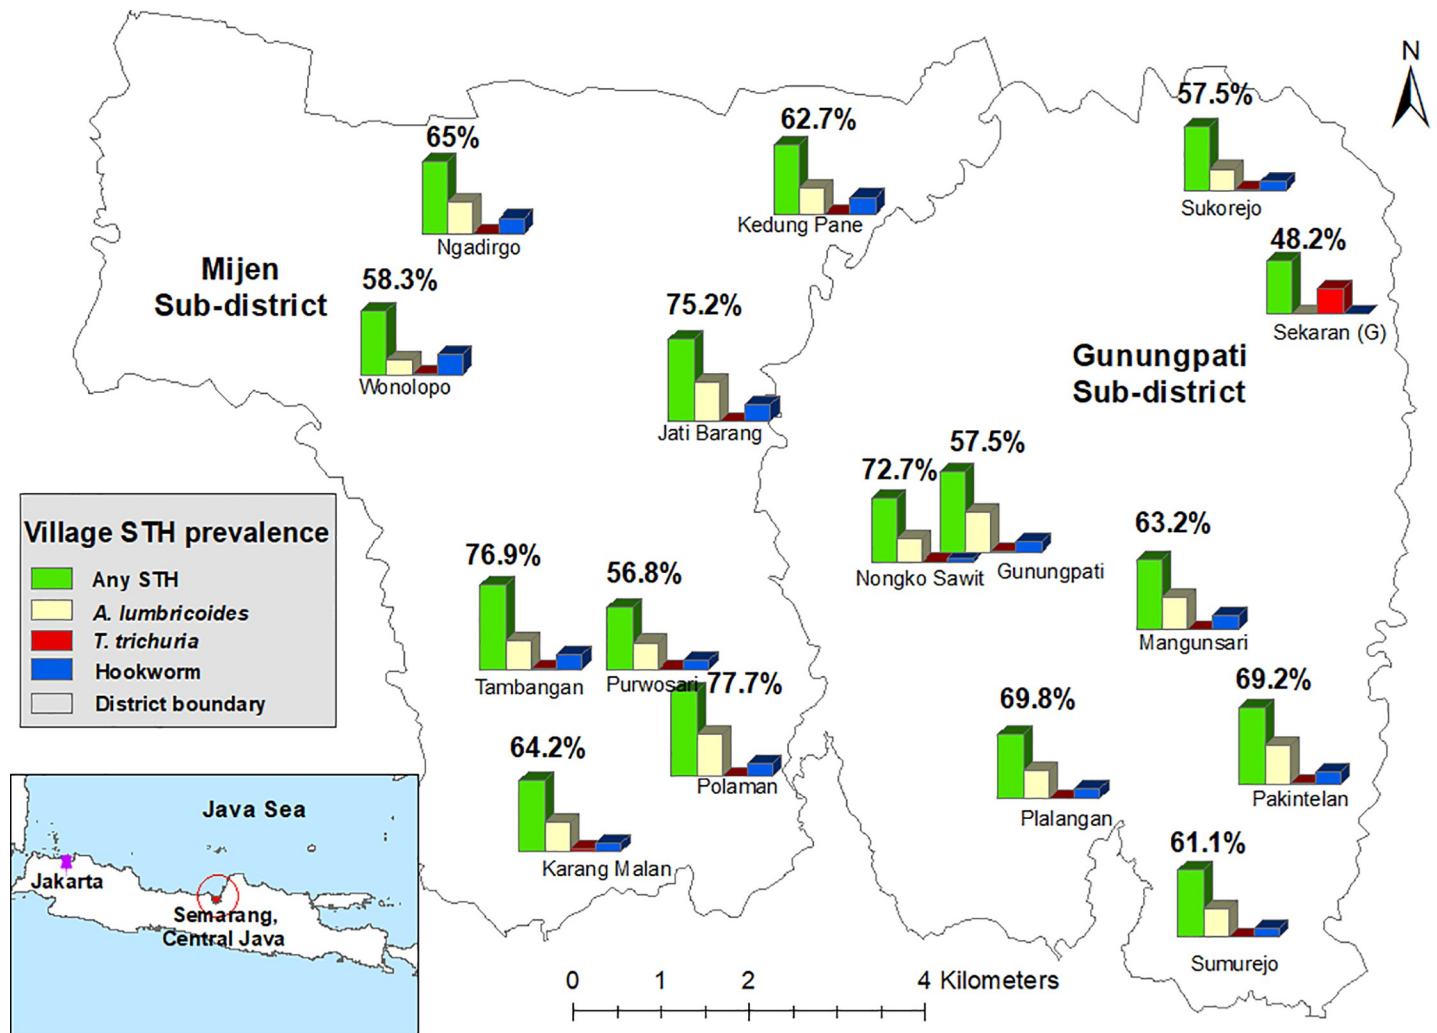 N
57.5%
Sukorejo
62.7%
Kedung Pane
65%
Ngadirgo
48.2%
Sekaran (G)
Mijen
Sub-district
58.3%
Wonolopo
75.2%
Jati Barang
Gunungpati
Sub-district
72.7%
Nongko Sawit
57.5%
Gunungpati
63.2%
Mangunsari
Village STH prevalence
Any STH
A. lumbricoides
T. trichuria
Hookworm
District boundary
76.9%
Tambangan
56.8%
Purwosari
77.7%
Polaman
64.2%
Karang Malan
69.8%
Plalangan
69.2%
Pakintelan
61.1%
Sumurejo
Java Sea
Jakarta
Semarang,
Central Java
0 1 2 4 Kilometers